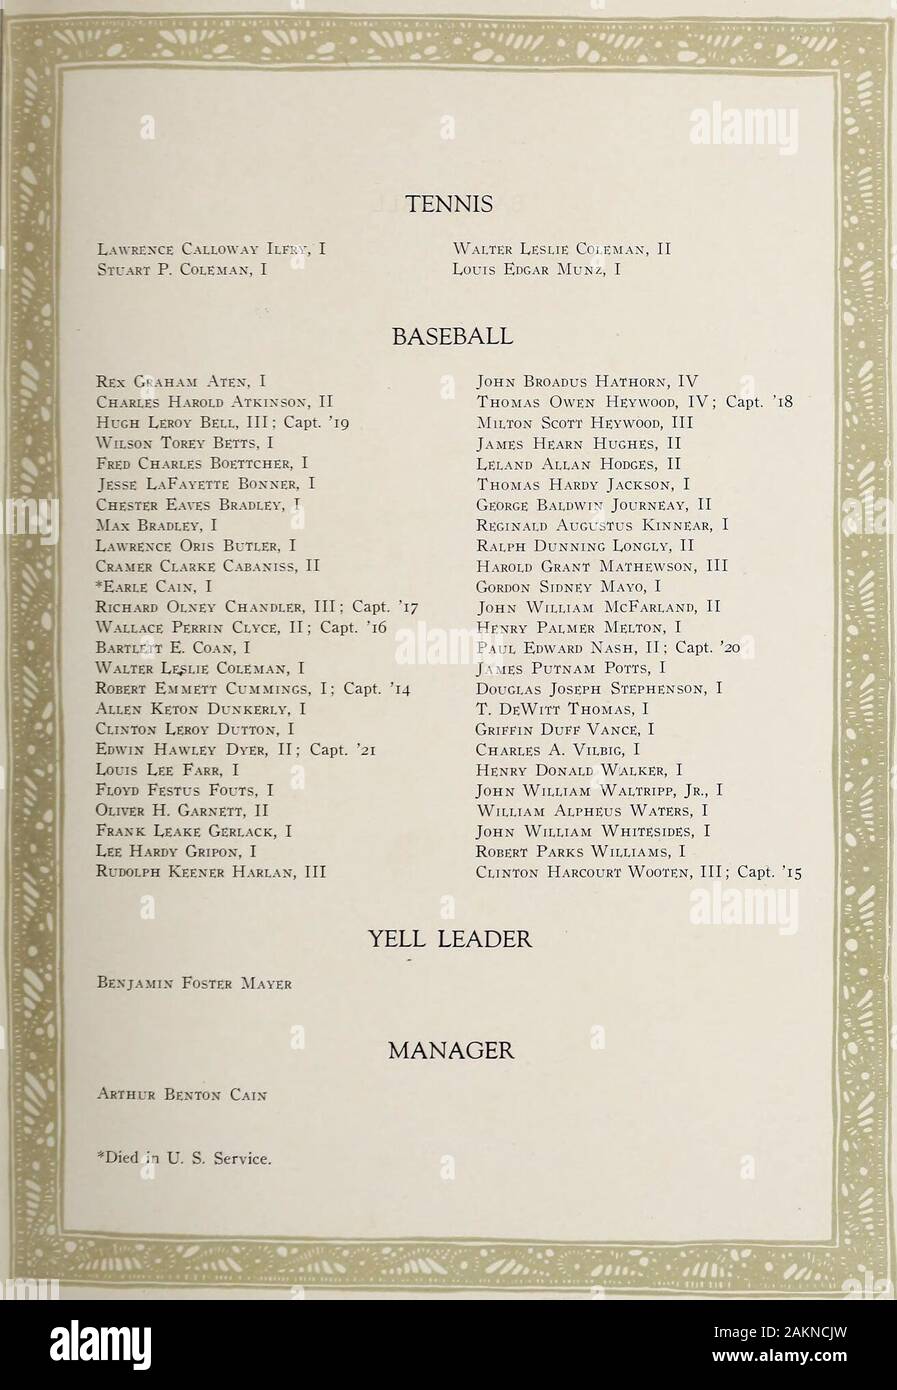 TENNIS
Lawrence Calloway Ilfry, I
Stuart P. Coleman, I
Walter Leslie Coleman, II
Louis Edgar Munz, I
BASEBALL
Rex Graham Aten, I
Charles Harold Atkinson, II
Hugh Leroy Bell, III; Capt. '19
Wilson Torey Betts, I
Fred Charles Boettcher, I
Jesse LaFayette Bonner, I
Chester Eaves Bradley, I
Max Bradley, I
Lawrence Oris Butler, I
Cramer Clarke Cabaniss, II
*Earle Cain, I
Richard Olney Chandler, III; Capt. '17
Wallace Perrin Clyce, II; Capt. '16
Bartlett E. Coan, I
Walter Leslie Coleman, I
Robert Emmett Cummings, I; Capt. '14
Allen Keton Dunkerly, I
Clinton Leroy Dutton, I
Edwin Hawley Dyer, II; Capt. '21
Louis Lee Farr, I
Floyd Festus Fouts, I
Oliver H. Garnett, II
Frank Leake Gerlack, I
Lee Hardy Gripon, I
Rudolph Keener Harlan, III
John Broadus Hathorn, IV
Thomas Owen Heywood, IV; Capt. '18
Milton Scott Heywood, III
James Hearn Hughes, II
Leland Allan Hodges, II
Thomas Hardy Jackson, I
George Baldwin Journeay, II
Reginald Augustus Kinnear, I
Ralph Dunning Longly, II
Harold Grant Mathewson, III
Gordon Sidney Mayo, I
John William McFarland, II
Henry Palmer Melton, I
Paul Edward Nash, II; Capt. '20
James Putnam Potts, I
Douglas Joseph Stephenson, I
T. DeWitt Thomas, I
Griffin Duff Vance, I
Charles A. Vilbig, I
Henry Donald Walker, I
John William Waltripp, Jr., I
William Alpheus Waters, I
John William Whitesides, I
Robert Parks Williams, I
Clinton Harcourt Wooten, III; Capt. '15
YELL LEADER
Benjamin Foster Mayer
MANAGER
Arthur Benton Cain
*Died in U. S. Service.
alamy
Image ID: 2AKNCJW
www.alamy.com